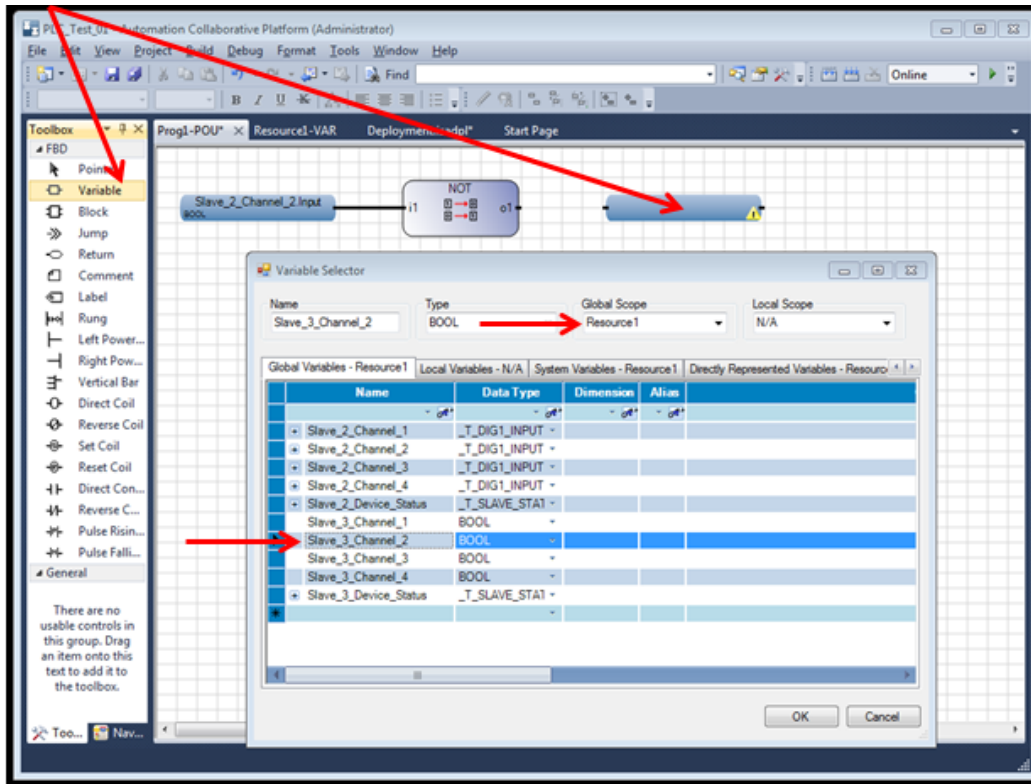 PLC_Test_01 - Automation Collaborative Platform (Administrator)
File Edit View Project Build Debug Format Tools Window Help
Find
Online
B I U
Toolbox
Prog1-POU* Resource1-VAR Start Page
FBD
Pointer
Variable
Block
Jump
Return
Comment
Label
Rung
Left Power...
Right Pow...
Vertical Bar
Direct Coil
Reverse Coil
Set Coil
Reset Coil
Direct Con...
Reverse C...
Pulse Risin...
Pulse Falli...
General
There are no
usable controls in
this group. Drag
an item onto this
text to add it to
the toolbox.
Too... Nav...
Slave_2_Channel_2.Input
BOOL
NOT
i1 o1
Variable Selector
Name Type Global Scope Local Scope
Slave_3_Channel_2 BOOL Resource1 N/A
Global Variables - Resource1 Local Variables - N/A System Variables - Resource1 Directly Represented Variables - Resourc
Name Data Type Dimension Alias
Slave_2_Channel_1 _T_DIG1_INPUT
Slave_2_Channel_2 _T_DIG1_INPUT
Slave_2_Channel_3 _T_DIG1_INPUT
Slave_2_Channel_4 _T_DIG1_INPUT
Slave_2_Device_Status _T_SLAVE_STAT
Slave_3_Channel_1 BOOL
Slave_3_Channel_2 BOOL
Slave_3_Channel_3 BOOL
Slave_3_Channel_4 BOOL
Slave_3_Device_Status _T_SLAVE_STAT
OK Cancel